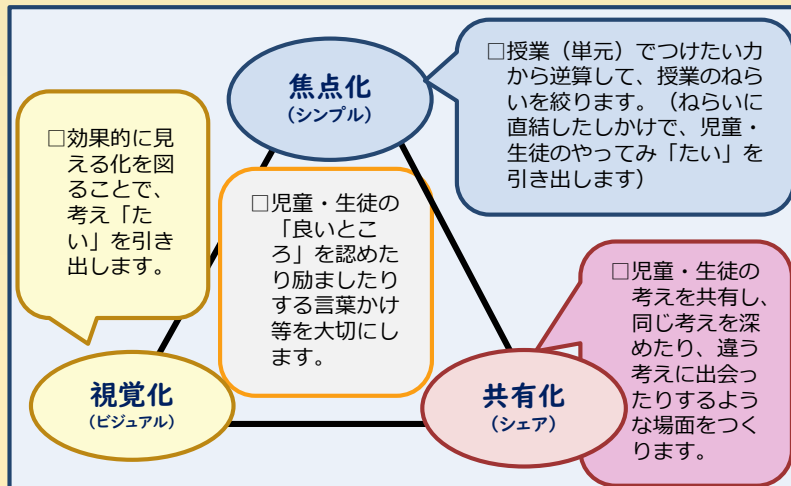 焦点化
(シンプル)
□授業（単元）でつけたい力
から逆算して、授業のねら
いを絞ります。（ねらいに
直結したしかけで、児童・
生徒のやってみ「たい」を
引き出します）
□効果的に見
える化を図
ることで、
考え「た
い」を引き
出します。
□児童・生徒の
「良いとこ
ろ」を認めた
り励ましたり
する言葉かけ
等を大切にし
ます。
視覚化
(ビジュアル)
共有化
(シェア)
□児童・生徒の
考えを共有し、
同じ考えを深
めたり、違う
考えに出会っ
たりするよう
な場面をつく
ります。